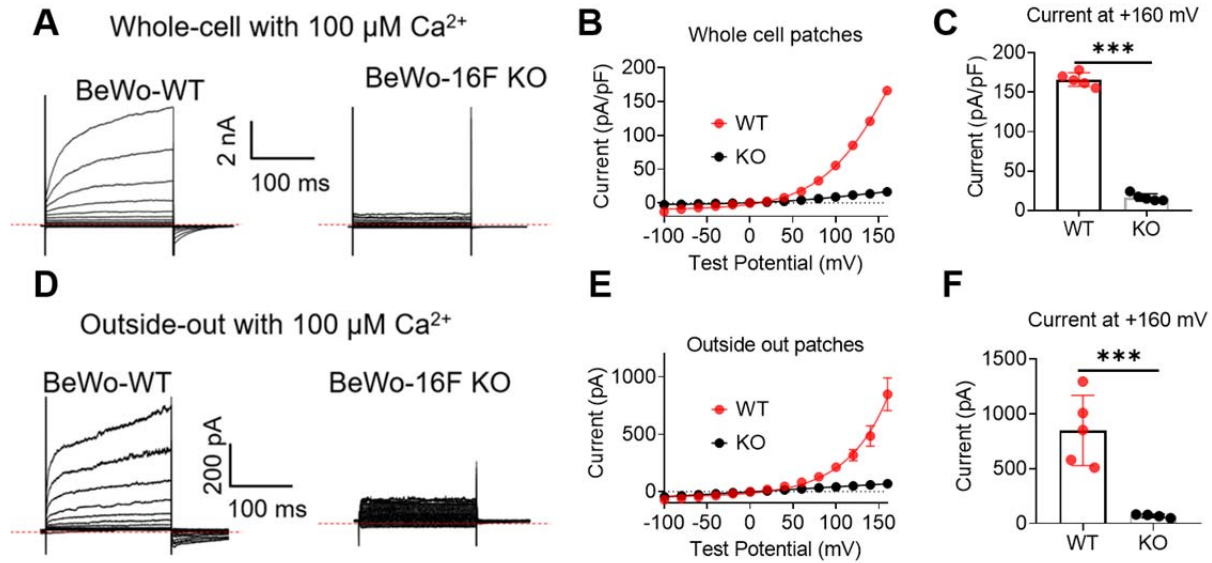 A
Whole-cell with 100 µM Ca²⁺
BeWo-WT
BeWo-16F KO
2 nA
100 ms
B
Whole cell patches
Current (pA/pF)
200
150
100
50
0
WT
KO
-100 -50 0 50 100 150
Test Potential (mV)
C
Current at +160 mV
***
Current (pA/pF)
200
150
100
50
0
WT KO
D
Outside-out with 100 µM Ca²⁺
BeWo-WT
BeWo-16F KO
200 pA
100 ms
E
Outside out patches
Current (pA)
1000
500
0
WT
KO
-100 -50 0 50 100 150
Test Potential (mV)
F
Current at +160 mV
***
Current (pA)
1500
1000
500
0
WT KO